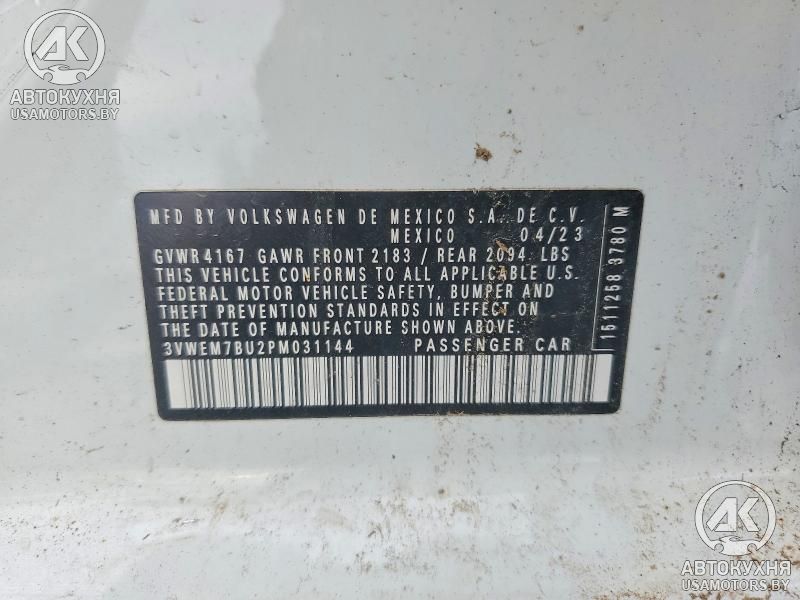 AK
АВТОКУХНЯ
USAMOTORS.BY
MFD BY VOLKSWAGEN DE MEXICO S.A. DE C.V.
MEXICO 04/23
GVWR 4167 GAWR FRONT 2183 / REAR 2094 LBS
THIS VEHICLE CONFORMS TO ALL APPLICABLE U.S.
FEDERAL MOTOR VEHICLE SAFETY, BUMPER AND
THEFT PREVENTION STANDARDS IN EFFECT ON
THE DATE OF MANUFACTURE SHOWN ABOVE.
3VWEM7BU2PM031144 PASSENGER CAR
1511258 3780 M
AK
АВТОКУХНЯ
USAMOTORS.BY